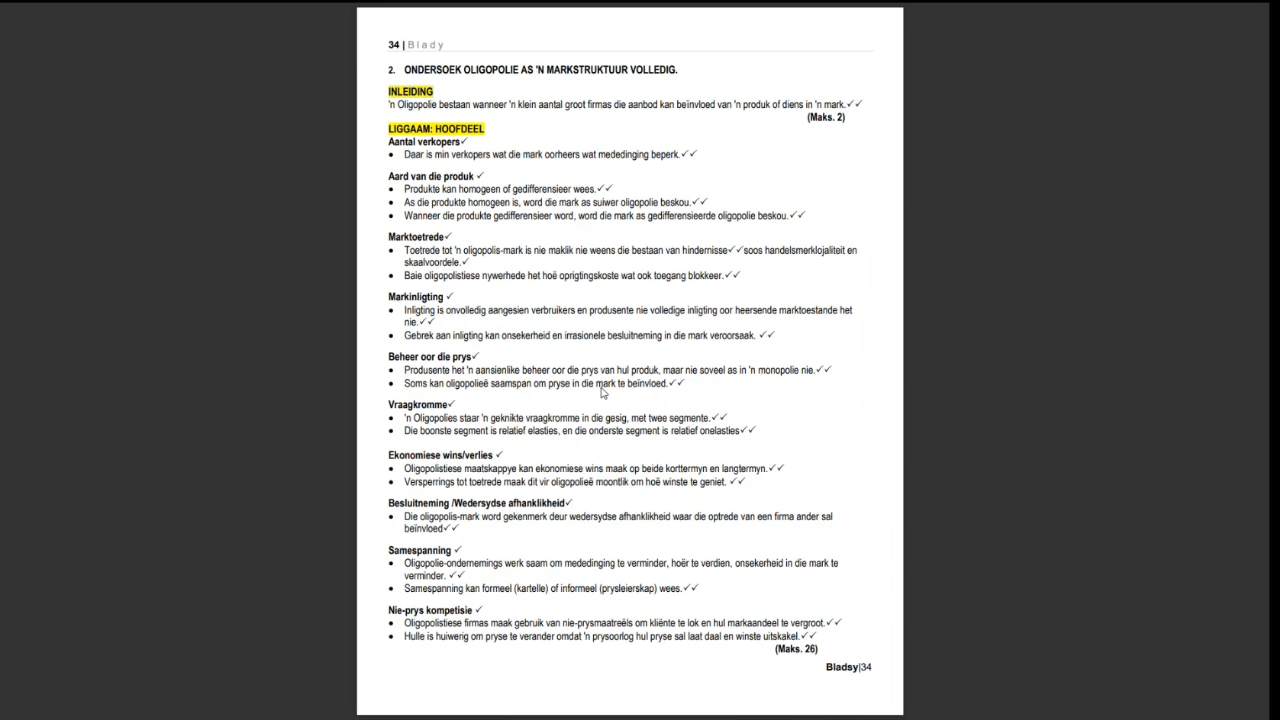 34 | B l a d y
2. ONDERSOEK OLIGOPOLIE AS 'N MARKSTRUKTUUR VOLLEDIG.
INLEIDING
'n Oligopolie bestaan wanneer 'n klein aantal groot firmas die aanbod kan beïnvloed van 'n produk of diens in 'n mark.✓✓
(Maks. 2)
LIGGAAM: HOOFDEEL
Aantal verkopers✓
• Daar is min verkopers wat die mark oorheers wat mededinging beperk.✓✓
Aard van die produk ✓
• Produkte kan homogeen of gedifferensieer wees.✓✓
• As die produkte homogeen is, word die mark as suiwer oligopolie beskou.✓✓
• Wanneer die produkte gedifferensieer word, word die mark as gedifferensieerde oligopolie beskou.✓✓
Marktoetrede✓
• Toetrede tot 'n oligopolis-mark is nie maklik nie weens die bestaan van hindernisse✓✓soos handelsmerklojaliteit en
skaalvoordele.✓
• Baie oligopolistiese nywerhede het hoë oprigtingskoste wat ook toegang blokkeer.✓✓
Markinligting ✓
• Inligting is onvolledig aangesien verbruikers en produsente nie volledige inligting oor heersende marktoestande het
nie.✓✓
• Gebrek aan inligting kan onsekerheid en irrasionele besluitneming in die mark veroorsaak. ✓✓
Beheer oor die prys✓
• Produsente het 'n aansienlike beheer oor die prys van hul produk, maar nie soveel as in 'n monopolie nie.✓✓
• Soms kan oligopolieë saamspan om pryse in die mark te beïnvloed.✓✓
Vraagkromme✓
• 'n Oligopolies staar 'n geknikte vraagkromme in die gesig, met twee segmente.✓✓
• Die boonste segment is relatief elasties, en die onderste segment is relatief onelasties✓✓
Ekonomiese wins/verlies ✓
• Oligopolistiese maatskappye kan ekonomiese wins maak op beide korttermyn en langtermyn.✓✓
• Versperrings tot toetrede maak dit vir oligopolieë moontlik om hoë winste te geniet. ✓✓
Besluitneming /Wedersydse afhanklikheid✓
• Die oligopolis-mark word gekenmerk deur wedersydse afhanklikheid waar die optrede van een firma ander sal
beïnvloed✓✓
Samespanning ✓
• Oligopolie-ondernemings werk saam om mededinging te verminder, hoër te verdien, onsekerheid in die mark te
verminder. ✓✓
• Samespanning kan formeel (kartelle) of informeel (prysleierskap) wees.✓✓
Nie-prys kompetisie ✓
• Oligopolistiese firmas maak gebruik van nie-prysmaatreëls om kliënte te lok en hul markaandeel te vergroot.✓✓
• Hulle is huiwerig om pryse te verander omdat 'n prysoorlog hul pryse sal laat daal en winste uitskakel.✓✓
(Maks. 26)
Bladsy|34